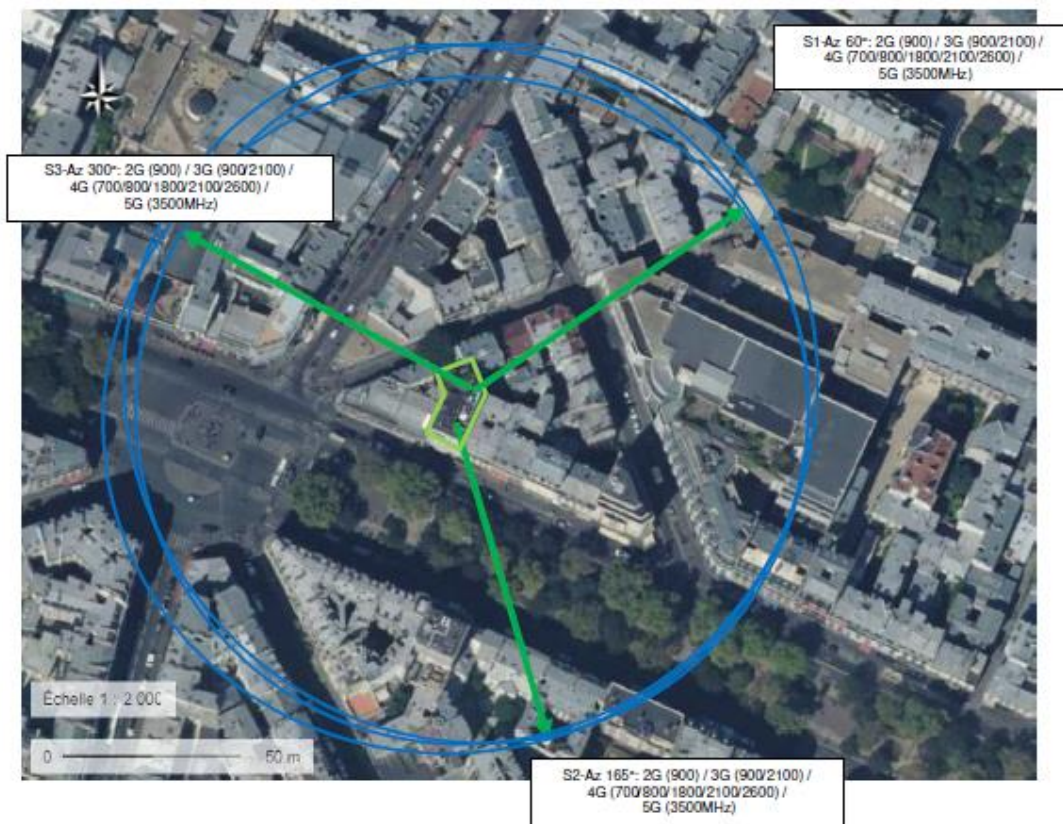 S1-Az 60°: 2G (900) / 3G (900/2100) /
4G (700/800/1800/2100/2600) /
5G (3500MHz)
S3-Az 300°: 2G (900) / 3G (900/2100) /
4G (700/800/1800/2100/2600) /
5G (3500MHz)
Échelle 1 : 2 000
0 50 m
S2-Az 165°: 2G (900) / 3G (900/2100) /
4G (700/800/1800/2100/2600) /
5G (3500MHz)